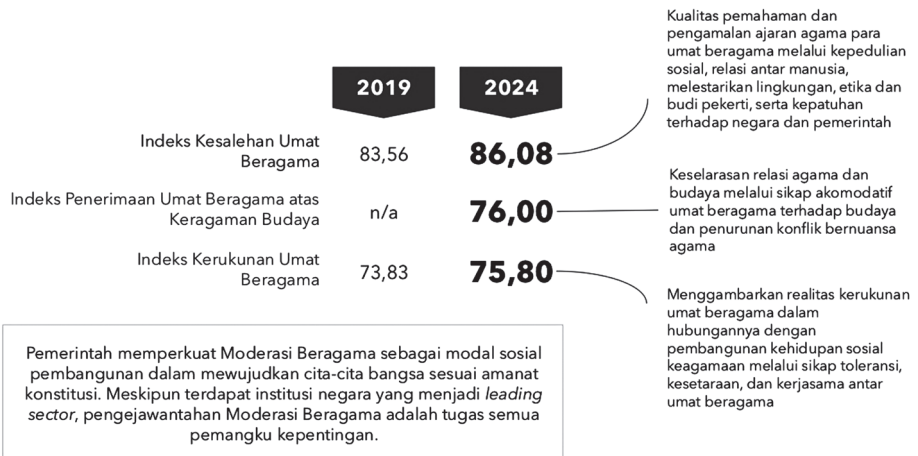 2019
2024
Indeks Kesalehan Umat
Beragama
83,56
86,08
Kualitas pemahaman dan
pengamalan ajaran agama para
umat beragama melalui kepedulian
sosial, relasi antar manusia,
melestarikan lingkungan, etika dan
budi pekerti, serta kepatuhan
terhadap negara dan pemerintah
Indeks Penerimaan Umat Beragama atas
Keragaman Budaya
n/a
76,00
Keselarasan relasi agama dan
budaya melalui sikap akomodatif
umat beragama terhadap budaya
dan penurunan konflik bernuansa
agama
Indeks Kerukunan Umat
Beragama
73,83
75,80
Menggambarkan realitas kerukunan
umat beragama dalam
hubungannya dengan
pembangunan kehidupan sosial
keagamaan melalui sikap toleransi,
kesetaraan, dan kerjasama antar
umat beragama
Pemerintah memperkuat Moderasi Beragama sebagai modal sosial
pembangunan dalam mewujudkan cita-cita bangsa sesuai amanat
konstitusi. Meskipun terdapat institusi negara yang menjadi leading
sector, pengejawantahan Moderasi Beragama adalah tugas semua
pemangku kepentingan.